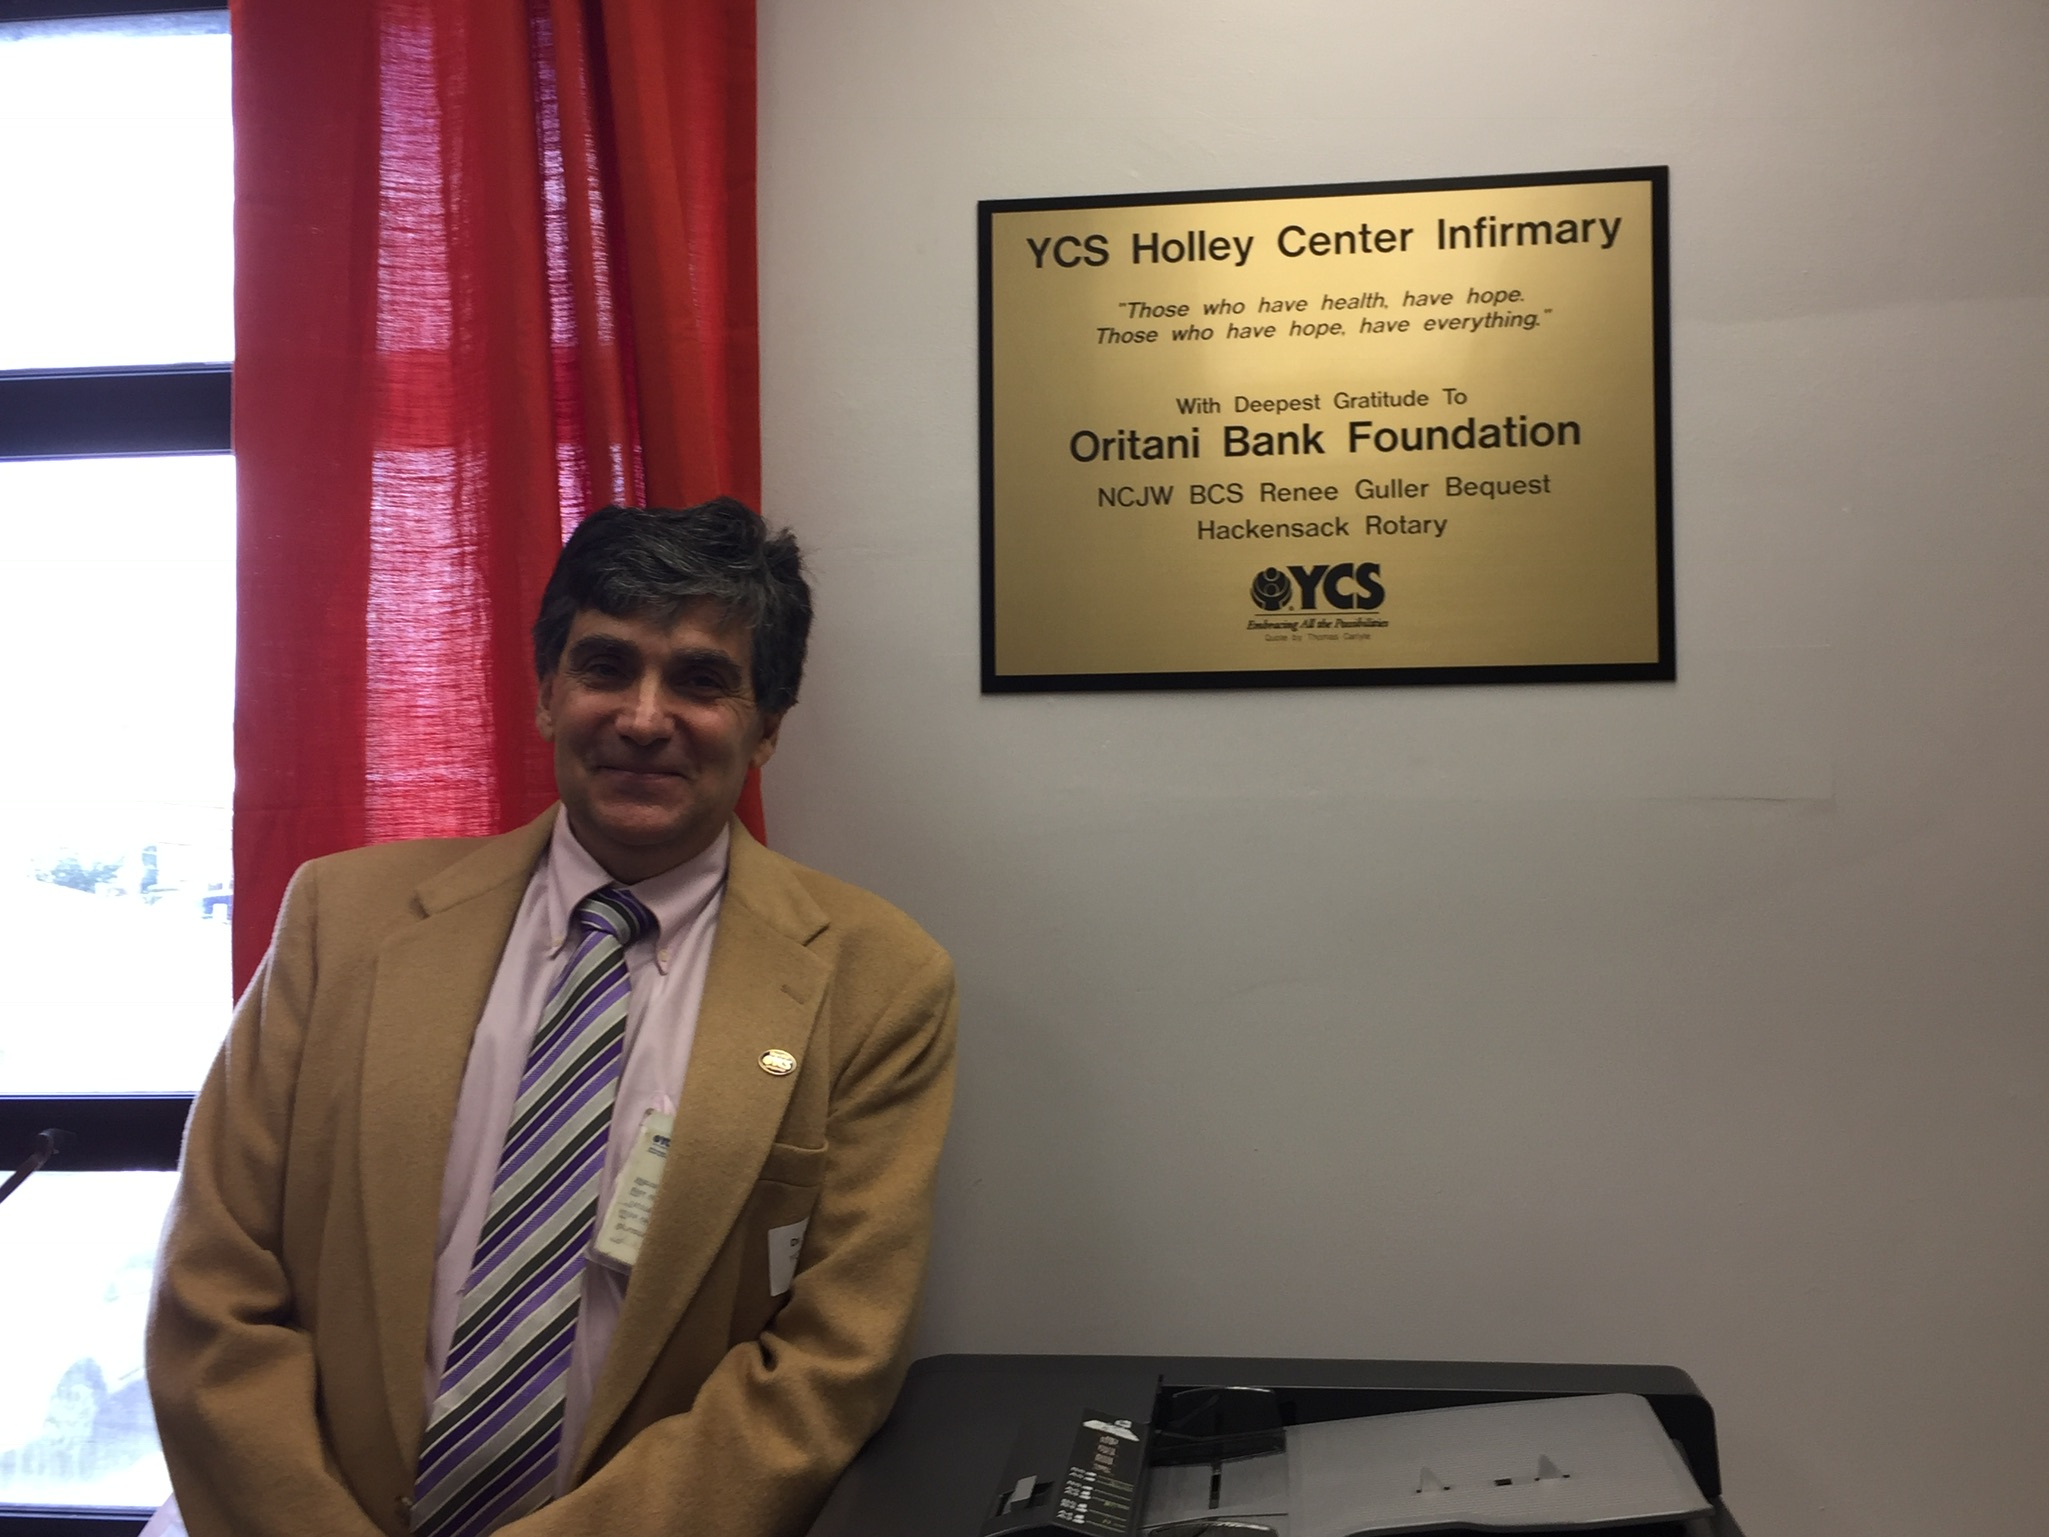 YCS Holley Center Infirmary
"Those who have health, have hope.
Those who have hope, have everything."
With Deepest Gratitude To
Oritani Bank Foundation
NCJW BCS Renee Guller Bequest
Hackensack Rotary
YCS
Embracing All the Possibilities
Quote by Thomas Carlyle
YCS